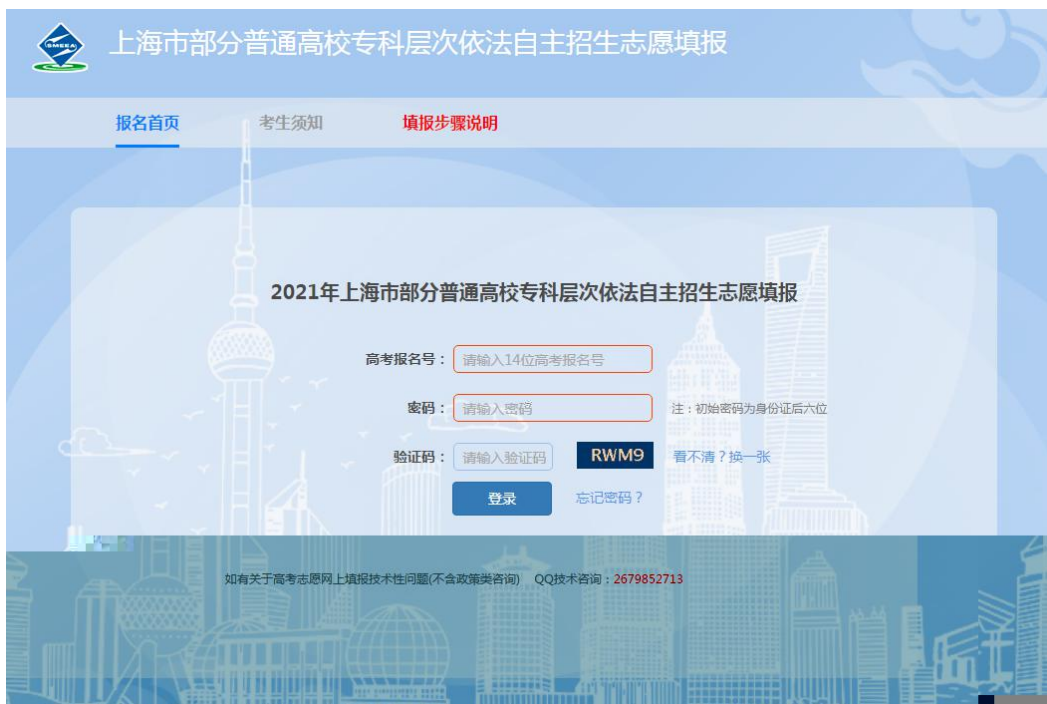 SMEEA
上海市部分普通高校专科层次依法自主招生志愿填报
报名首页 考生须知 填报步骤说明
2021年上海市部分普通高校专科层次依法自主招生志愿填报
高考报名号： 请输入14位高考报名号
密码： 请输入密码 注：初始密码为身份证后六位
验证码： 请输入验证码 RWM9 看不清？换一张
登录 忘记密码？
如有关于高考志愿网上填报技术性问题(不含政策类咨询) QQ技术咨询：2679852713